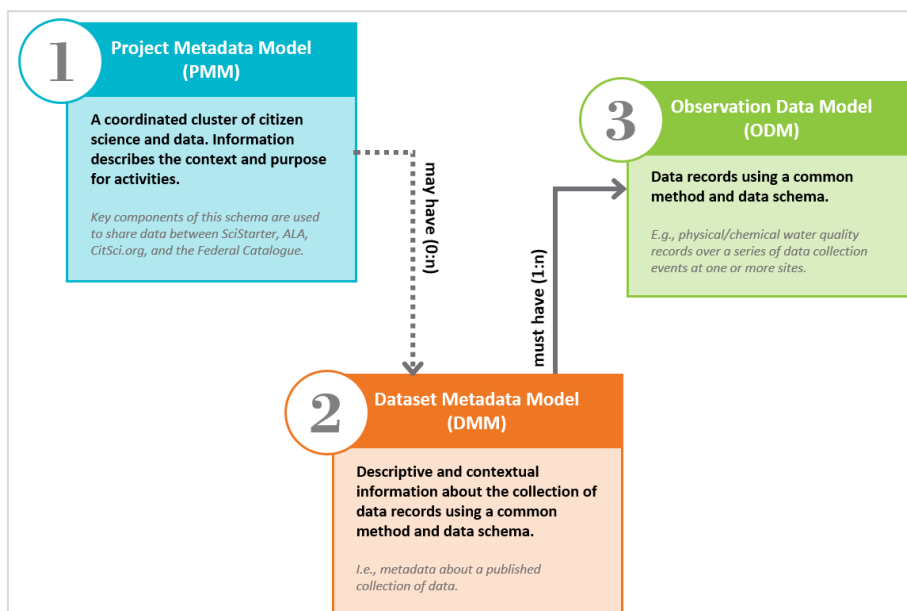 1
Project Metadata Model
(PMM)
A coordinated cluster of citizen
science and data. Information
describes the context and purpose
for activities.
Key components of this schema are used
to share data between SciStarter, ALA,
CitSci.org, and the Federal Catalogue.
may have (0:n)
2
Dataset Metadata Model
(DMM)
Descriptive and contextual
information about the collection of
data records using a common
method and data schema.
I.e., metadata about a published
collection of data.
must have (1:n)
3
Observation Data Model
(ODM)
Data records using a common
method and data schema.
E.g., physical/chemical water quality
records over a series of data collection
events at one or more sites.